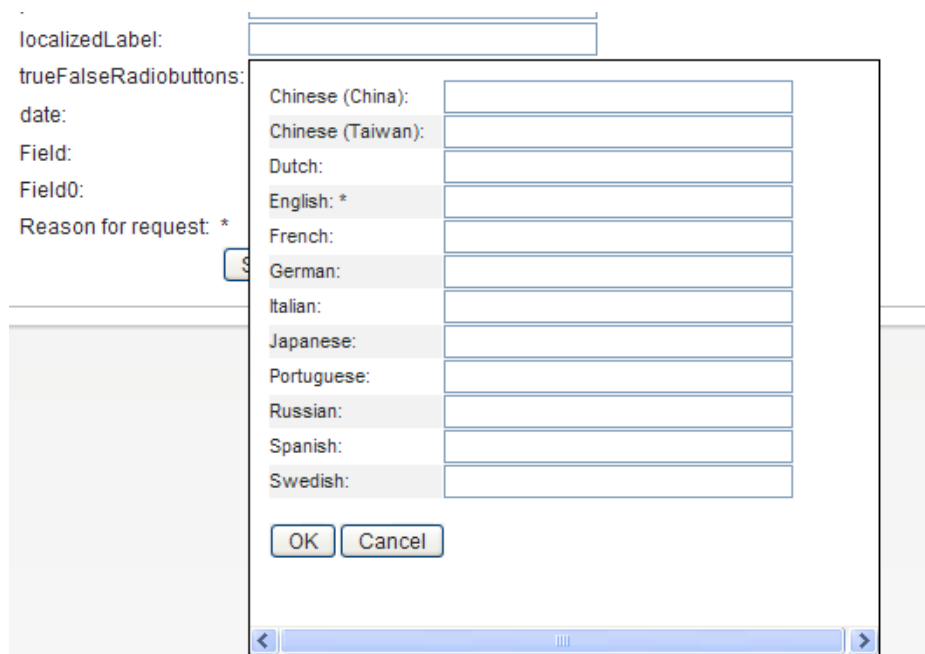 localizedLabel:
trueFalseRadiobuttons:
date:
Field:
Field0:
Reason for request: *
Chinese (China):
Chinese (Taiwan):
Dutch:
English: *
French:
German:
Italian:
Japanese:
Portuguese:
Russian:
Spanish:
Swedish:
OK Cancel